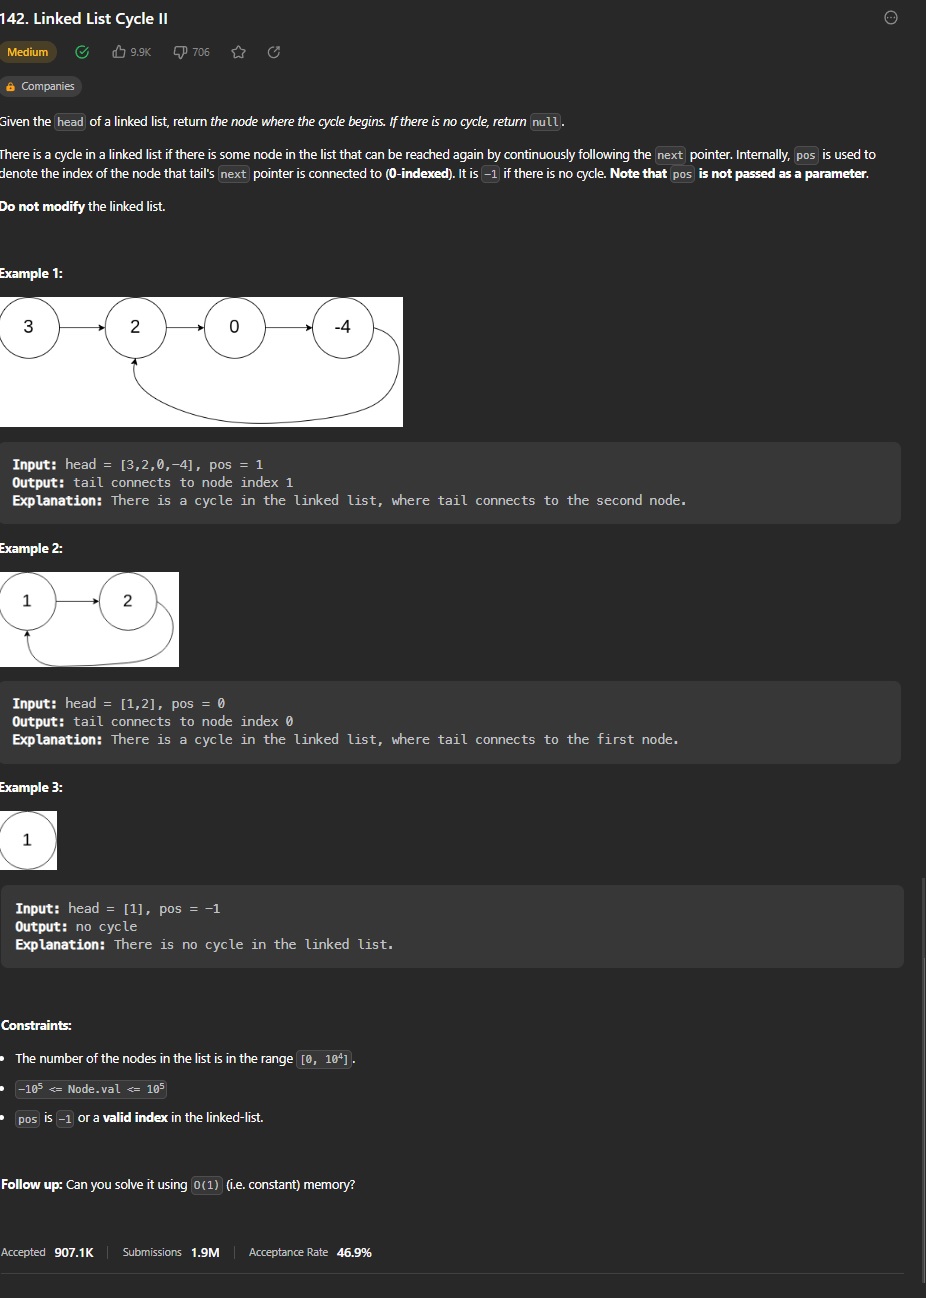 142. Linked List Cycle II
Medium 9.9K 706
Companies
Given the head of a linked list, return the node where the cycle begins. If there is no cycle, return null.
There is a cycle in a linked list if there is some node in the list that can be reached again by continuously following the next pointer. Internally, pos is used to
denote the index of the node that tail's next pointer is connected to (0-indexed). It is -1 if there is no cycle. Note that pos is not passed as a parameter.
Do not modify the linked list.
Example 1:
3 2 0 -4
Input: head = [3,2,0,-4], pos = 1
Output: tail connects to node index 1
Explanation: There is a cycle in the linked list, where tail connects to the second node.
Example 2:
1 2
Input: head = [1,2], pos = 0
Output: tail connects to node index 0
Explanation: There is a cycle in the linked list, where tail connects to the first node.
Example 3:
1
Input: head = [1], pos = -1
Output: no cycle
Explanation: There is no cycle in the linked list.
Constraints:
The number of the nodes in the list is in the range [0, 10⁴].
-10⁵ <= Node.val <= 10⁵
pos is -1 or a valid index in the linked-list.
Follow up: Can you solve it using O(1) (i.e. constant) memory?
Accepted 907.1K Submissions 1.9M Acceptance Rate 46.9%